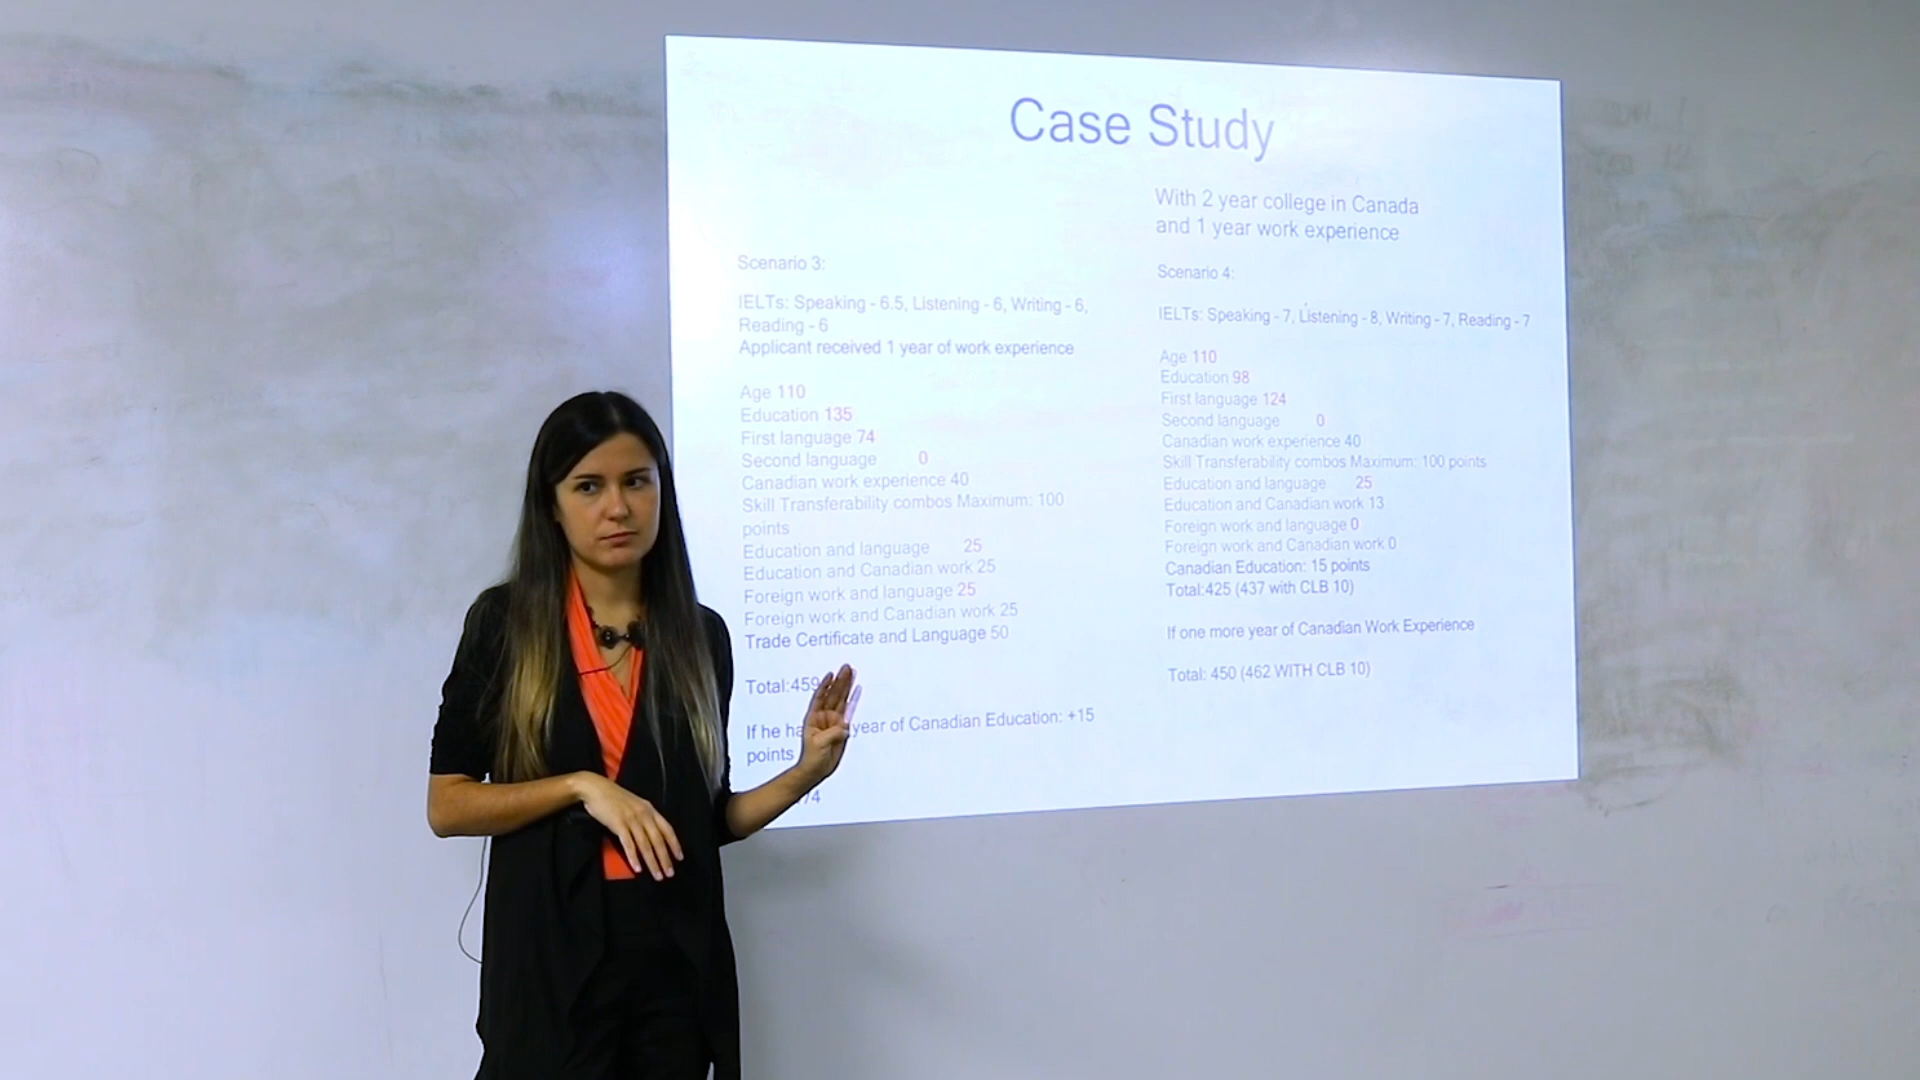 Case Study
Scenario 3:
IELTs: Speaking - 6.5, Listening - 6, Writing - 6,
Reading - 6
Applicant received 1 year of work experience
Age 110
Education 135
First language 74
Second language 0
Canadian work experience 40
Skill Transferability combos Maximum: 100
points
Education and language 25
Education and Canadian work 25
Foreign work and language 25
Foreign work and Canadian work 25
Trade Certificate and Language 50
Total:459
If he year of Canadian Education: +15
points
With 2 year college in Canada
and 1 year work experience
Scenario 4:
IELTs: Speaking - 7, Listening - 8, Writing - 7, Reading - 7
Age 110
Education 98
First language 124
Second language 0
Canadian work experience 40
Skill Transferability combos Maximum: 100 points
Education and language 25
Education and Canadian work 13
Foreign work and language 0
Foreign work and Canadian work 0
Canadian Education: 15 points
Total:425 (437 with CLB 10)
If one more year of Canadian Work Experience
Total: 450 (462 WITH CLB 10)